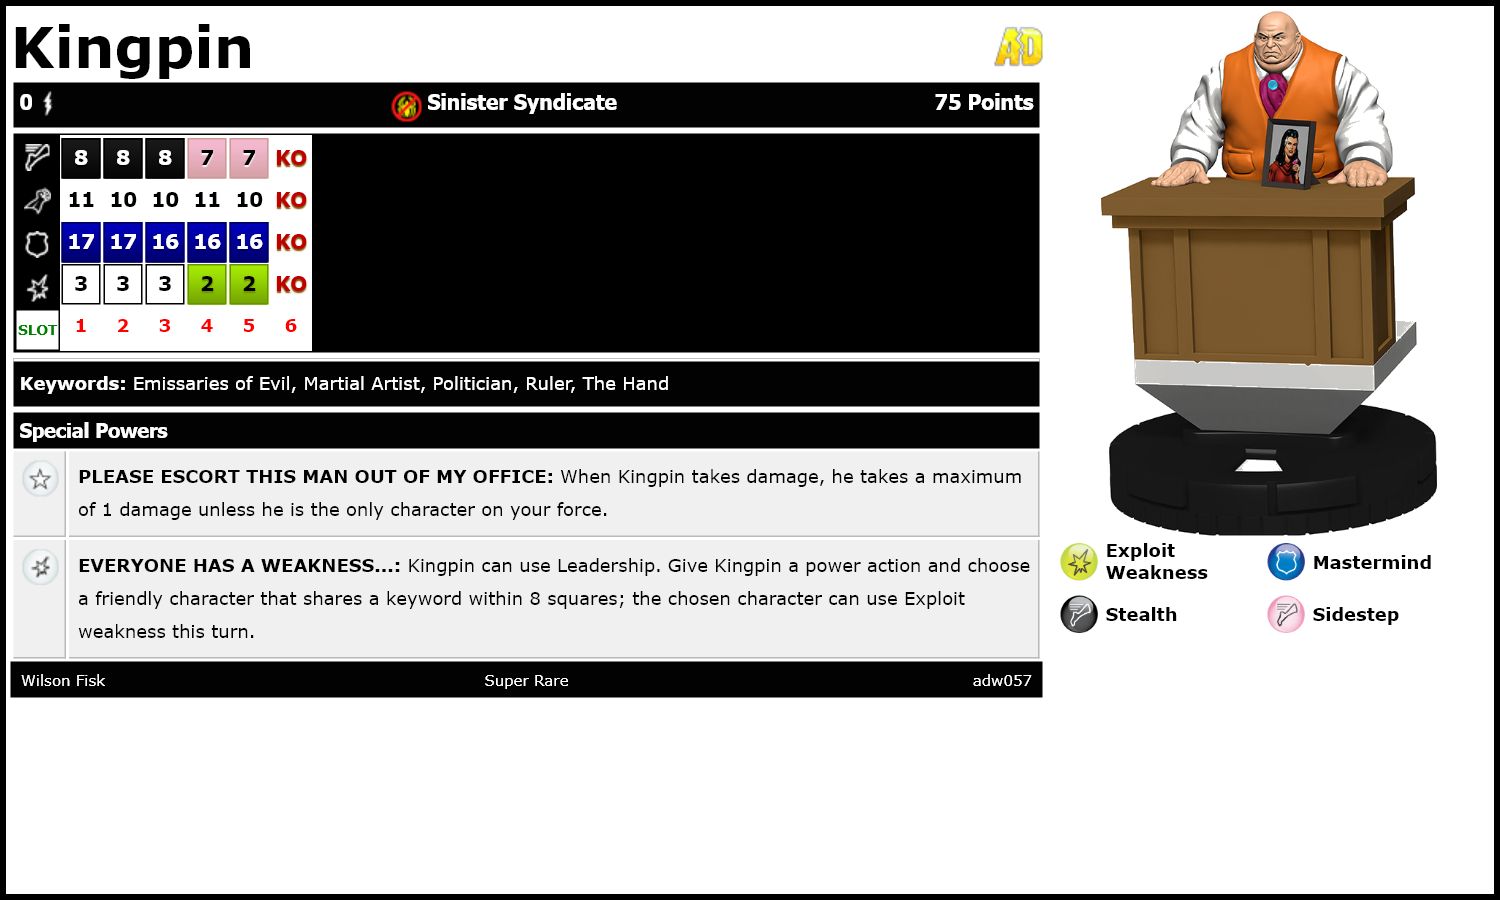 Kingpin
AD
0 Sinister Syndicate 75 Points
8 8 8 7 7 KO
11 10 10 11 10 KO
17 17 16 16 16 KO
3 3 3 2 2 KO
SLOT 1 2 3 4 5 6
Keywords: Emissaries of Evil, Martial Artist, Politician, Ruler, The Hand
Special Powers
PLEASE ESCORT THIS MAN OUT OF MY OFFICE: When Kingpin takes damage, he takes a maximum
of 1 damage unless he is the only character on your force.
EVERYONE HAS A WEAKNESS...: Kingpin can use Leadership. Give Kingpin a power action and choose
a friendly character that shares a keyword within 8 squares; the chosen character can use Exploit
weakness this turn.
Wilson Fisk Super Rare adw057
Exploit
Weakness
Mastermind
Stealth
Sidestep